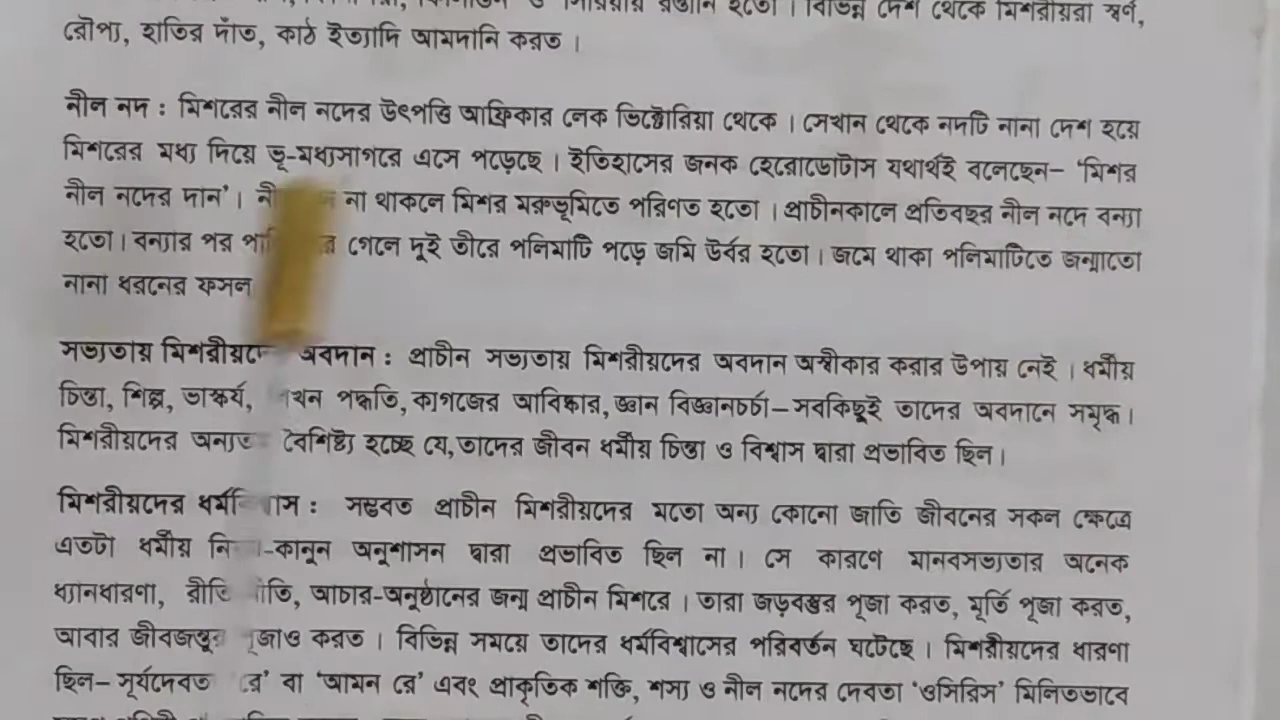 রৌপ্য, হাতির দাঁত, কাঠ ইত্যাদি আমদানি করত।
নীল নদ : মিশরের নীল নদের উৎপত্তি আফ্রিকার লেক ভিক্টোরিয়া থেকে। সেখান থেকে নদটি নানা দেশ হয়ে
মিশরের মধ্য দিয়ে ভূ-মধ্যসাগরে এসে পড়েছে। ইতিহাসের জনক হেরোডোটাস যথার্থই বলেছেন– ‘মিশর
নীল নদের দান’। না থাকলে মিশর মরুভূমিতে পরিণত হতো। প্রাচীনকালে প্রতিবছর নীল নদে বন্যা
হতো। বন্যার পর গেলে দুই তীরে পলিমাটি পড়ে জমি উর্বর হতো। জমে থাকা পলিমাটিতে জন্মাতো
নানা ধরনের ফসল
সভ্যতায় মিশরীয়দের অবদান : প্রাচীন সভ্যতায় মিশরীয়দের অবদান অস্বীকার করার উপায় নেই। ধর্মীয়
চিন্তা, শিল্প, ভাস্কর্য, লিখন পদ্ধতি, কাগজের আবিষ্কার, জ্ঞান বিজ্ঞানচর্চা–সবকিছুই তাদের অবদানে সমৃদ্ধ।
মিশরীয়দের অন্যতম বৈশিষ্ট্য হচ্ছে যে, তাদের জীবন ধর্মীয় চিন্তা ও বিশ্বাস দ্বারা প্রভাবিত ছিল।
মিশরীয়দের ধর্মবিশ্বাস : সম্ভবত প্রাচীন মিশরীয়দের মতো অন্য কোনো জাতি জীবনের সকল ক্ষেত্রে
এতটা ধর্মীয় নিয়ম-কানুন অনুশাসন দ্বারা প্রভাবিত ছিল না। সে কারণে মানবসভ্যতার অনেক
ধ্যানধারণা, রীতিনীতি, আচার-অনুষ্ঠানের জন্ম প্রাচীন মিশরে। তারা জড়বস্তুর পূজা করত, মূর্তি পূজা করত,
আবার জীবজন্তুর পূজাও করত। বিভিন্ন সময়ে তাদের ধর্মবিশ্বাসের পরিবর্তন ঘটেছে। মিশরীয়দের ধারণা
ছিল– সূর্যদেবতা ‘রে’ বা ‘আমন রে’ এবং প্রাকৃতিক শক্তি, শস্য ও নীল নদের দেবতা ‘ওসিরিস’ মিলিতভাবে